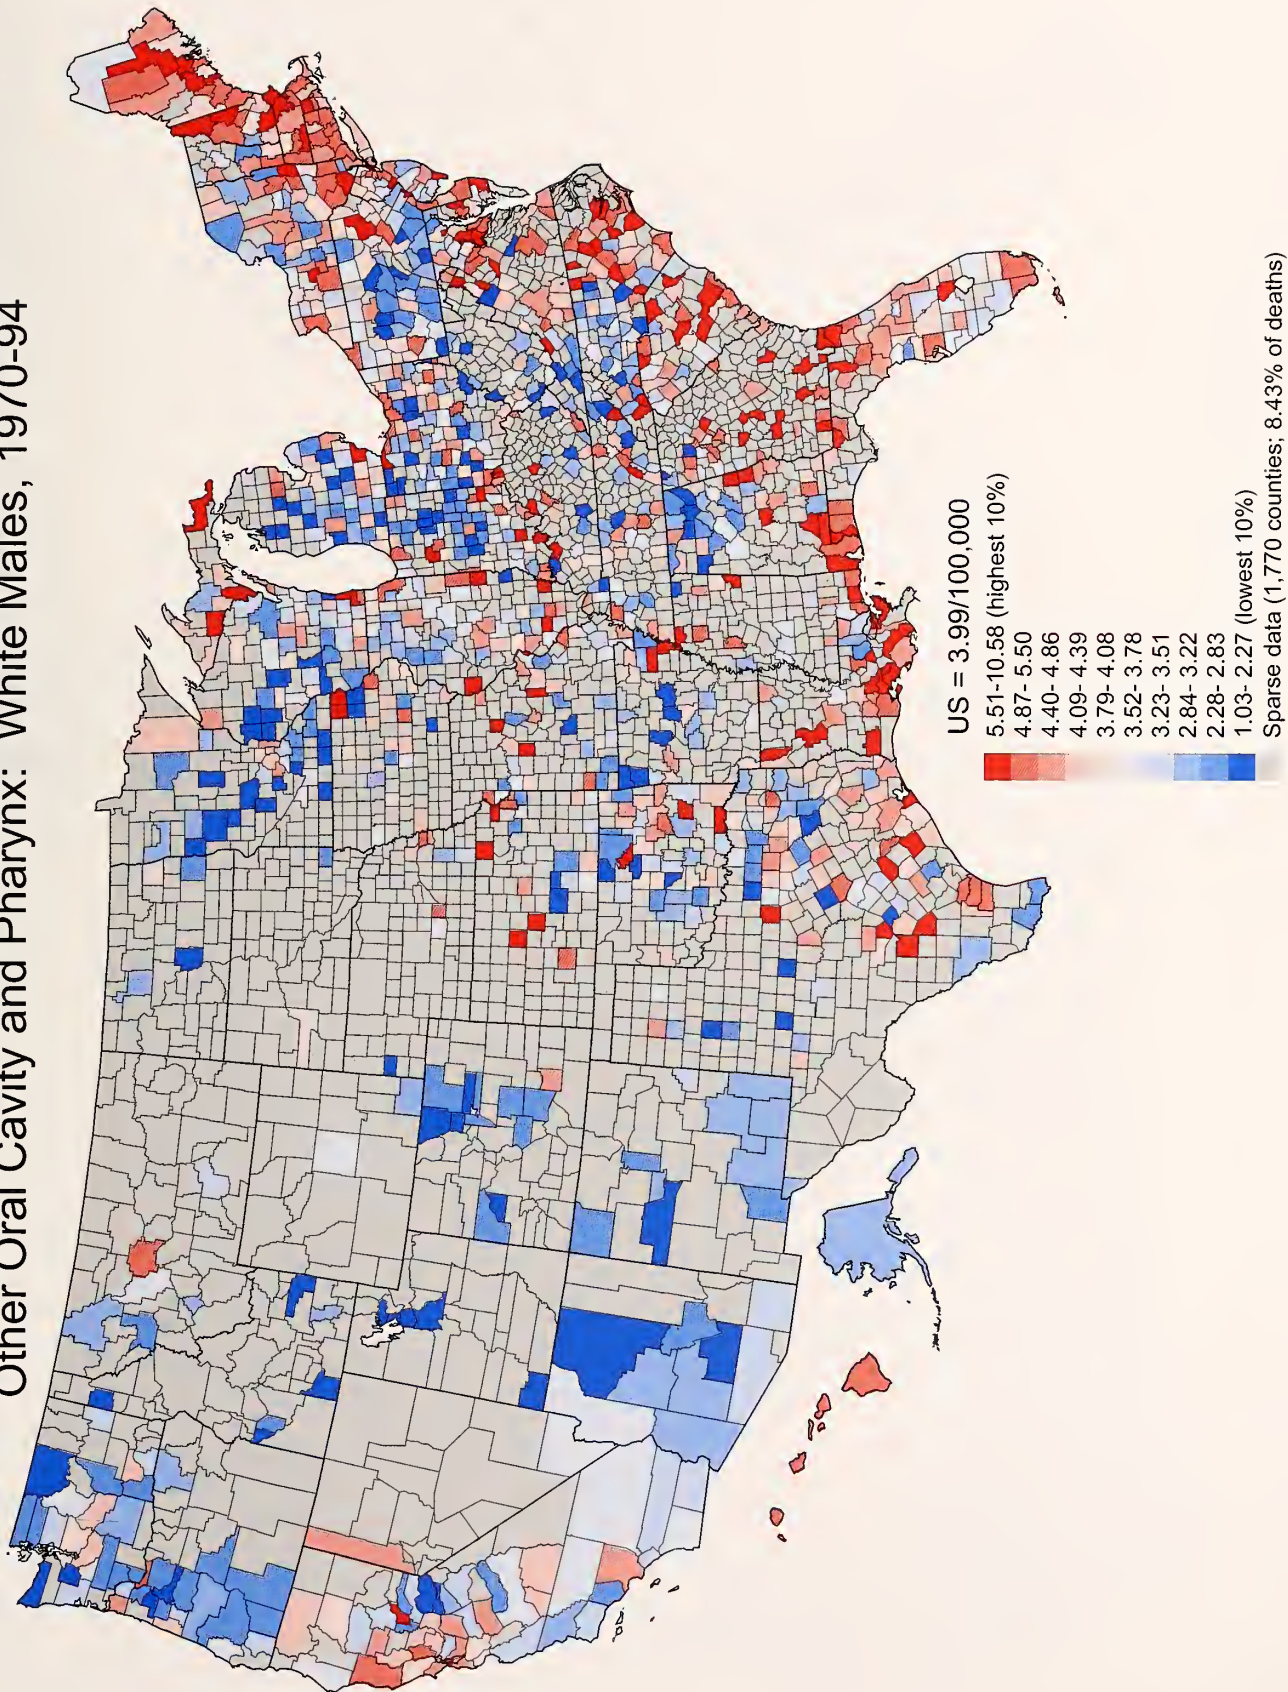 Other Oral Cavity and Pharynx: White Males, 1970-94
US = 3.99/100,000
5.51-10.58 (highest 10%)
4.87- 5.50
4.40- 4.86
4.09- 4.39
3.79- 4.08
3.52- 3.78
3.23- 3.51
2.84- 3.22
2.28- 2.83
1.03- 2.27 (lowest 10%)
Sparse data (1,770 counties; 8.43% of deaths)